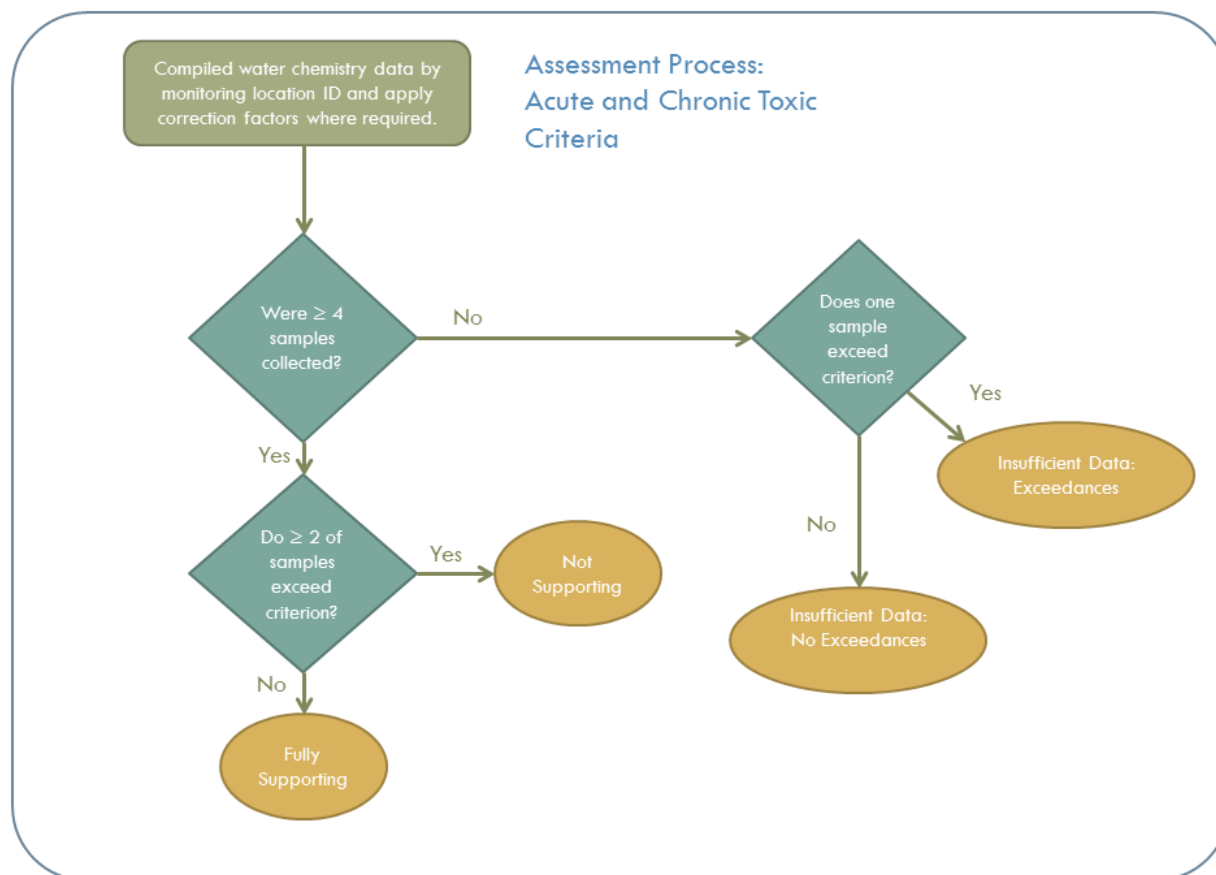 Compiled water chemistry data by
monitoring location ID and apply
correction factors where required.
Assessment Process:
Acute and Chronic Toxic
Criteria
Were ≥ 4
samples
collected?
No
Does one
sample
exceed
criterion?
Yes
Insufficient Data:
Exceedances
No
Insufficient Data:
No Exceedances
Yes
Do ≥ 2 of
samples
exceed
criterion?
Yes
Not
Supporting
No
Fully
Supporting